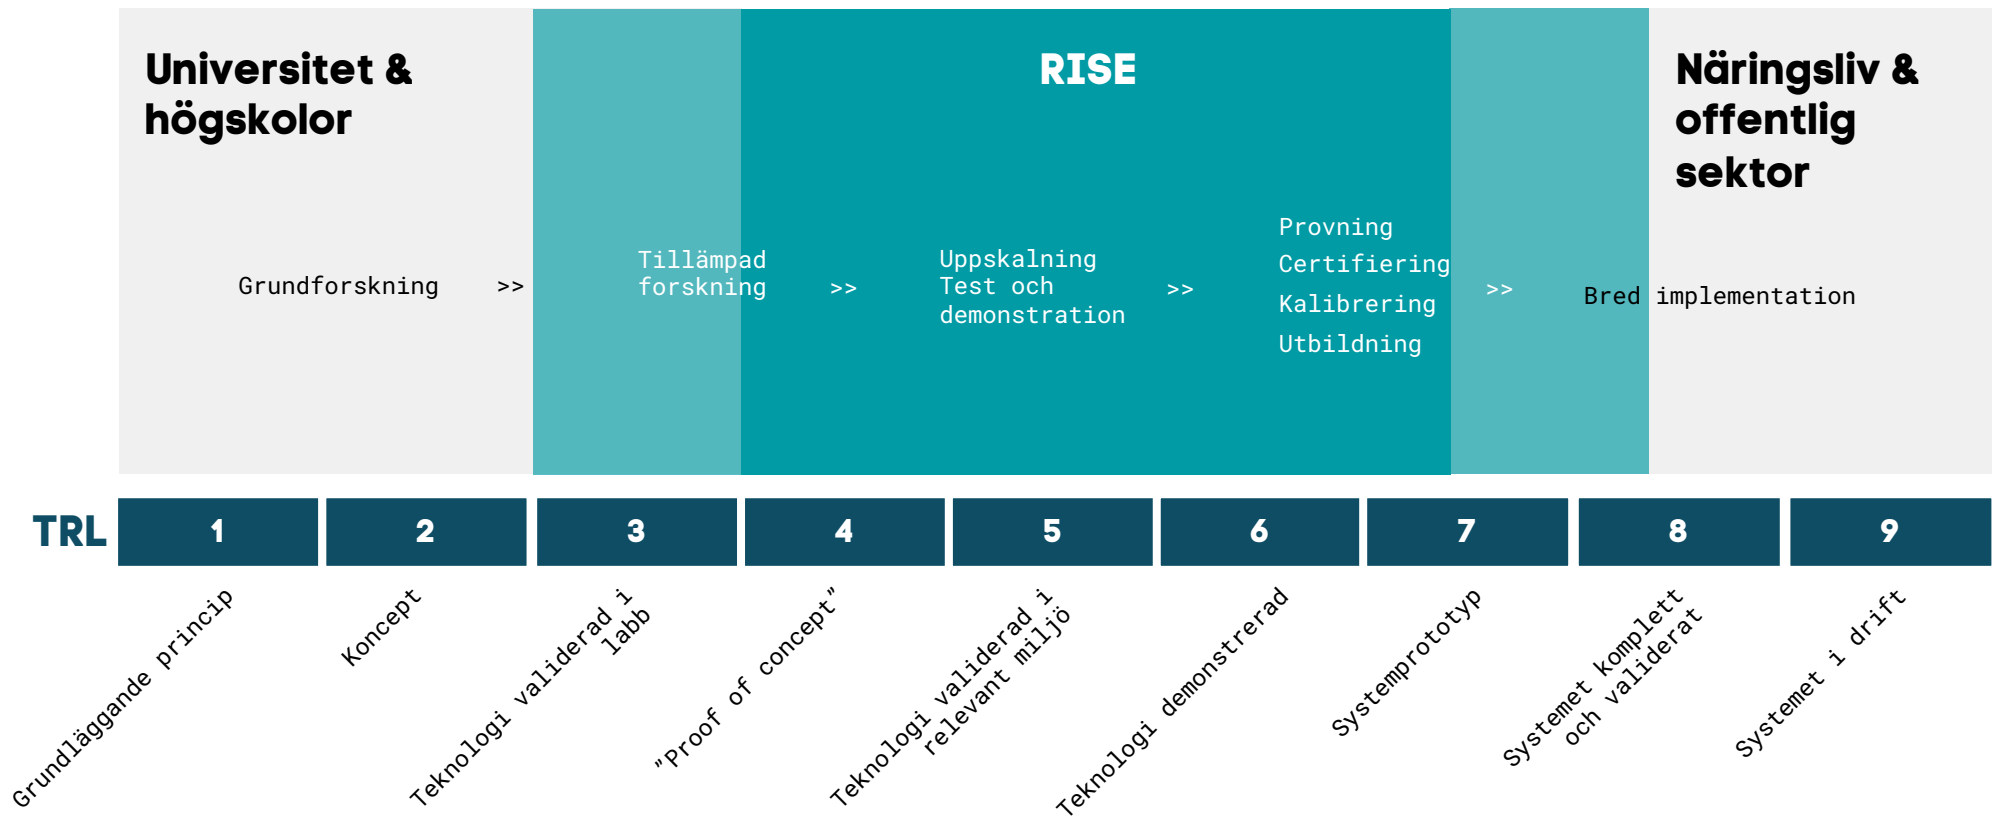 Universitet &
högskolor
RISE
Näringsliv &
offentlig
sektor
Grundforskning
>>
Tillämpad
forskning
>>
Uppskalning
Test och
demonstration
>>
Provning
Certifiering
Kalibrering
Utbildning
>>
Bred implementation
TRL
1
2
3
4
5
6
7
8
9
Grundläggande princip
Koncept
Teknologi validerad i
labb
”Proof of concept”
Teknologi validerad i
relevant miljö
Teknologi demonstrerad
Systemprototyp
Systemet komplett
och validerat
Systemet i drift